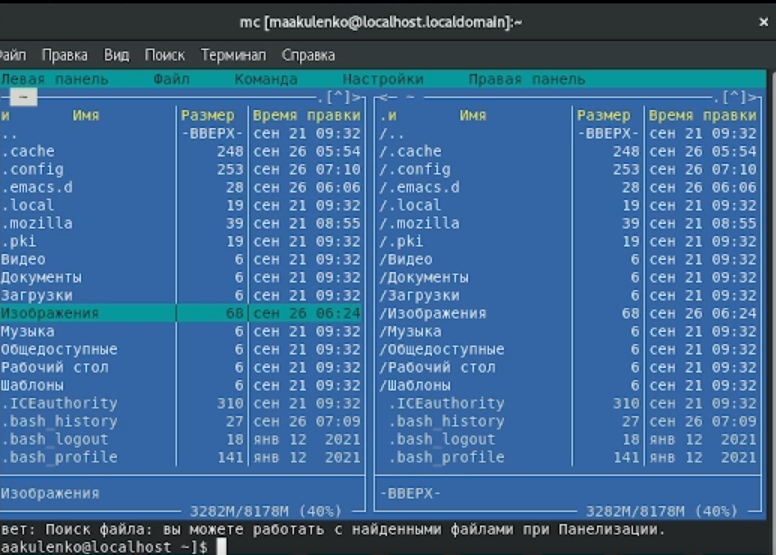 mc [maakulenko@localhost.localdomain]:~ ×
айл Правка Вид Поиск Терминал Справка
Левая панель Файл Команда Настройки Правая панель
~ .[^]> <— ~ .[^]>
и Имя Размер Время правки .и Имя Размер Время правки
.. -ВВЕРХ- сен 21 09:32 /.. -ВВЕРХ- сен 21 09:32
.cache 248 сен 26 05:54 /.cache 248 сен 26 05:54
.config 253 сен 26 07:10 /.config 253 сен 26 07:10
.emacs.d 28 сен 26 06:06 /.emacs.d 28 сен 26 06:06
.local 19 сен 21 09:32 /.local 19 сен 21 09:32
.mozilla 39 сен 21 08:55 /.mozilla 39 сен 21 08:55
.pki 19 сен 21 09:32 /.pki 19 сен 21 09:32
Видео 6 сен 21 09:32 /Видео 6 сен 21 09:32
Документы 6 сен 21 09:32 /Документы 6 сен 21 09:32
Загрузки 6 сен 21 09:32 /Загрузки 6 сен 21 09:32
Изображения 68 сен 26 06:24 /Изображения 68 сен 26 06:24
Музыка 6 сен 21 09:32 /Музыка 6 сен 21 09:32
Общедоступные 6 сен 21 09:32 /Общедоступные 6 сен 21 09:32
Рабочий стол 6 сен 21 09:32 /Рабочий стол 6 сен 21 09:32
Шаблоны 6 сен 21 09:32 /Шаблоны 6 сен 21 09:32
.ICEauthority 310 сен 21 09:32 .ICEauthority 310 сен 21 09:32
.bash_history 27 сен 26 07:09 .bash_history 27 сен 26 07:09
.bash_logout 18 янв 12 2021 .bash_logout 18 янв 12 2021
.bash_profile 141 янв 12 2021 .bash_profile 141 янв 12 2021
Изображения -ВВЕРХ-
3282M/8178M (40%) 3282M/8178M (40%)
вет: Поиск файла: вы можете работать с найденными файлами при Панелизации.
aakulenko@localhost ~]$